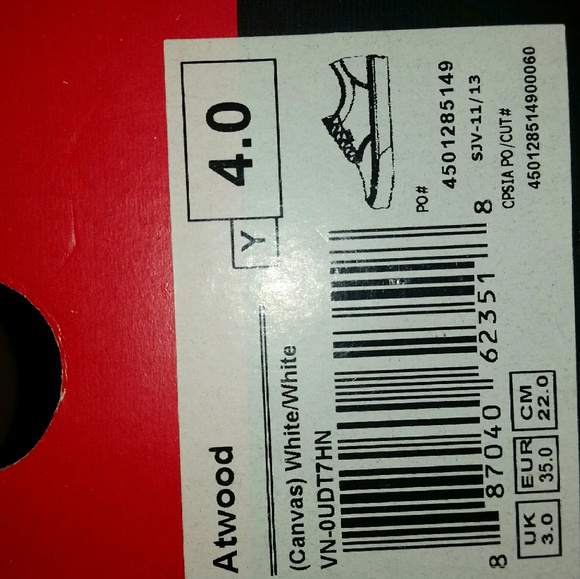 4.0
Y
Atwood
(Canvas) White/White
VN-0UDT7HN
8 87040 62351 8
PO#
4501285149
SJV-11/13
CPSIA PO/CUT#
450128514900060
UK
3.0
EUR
35.0
CM
22.0